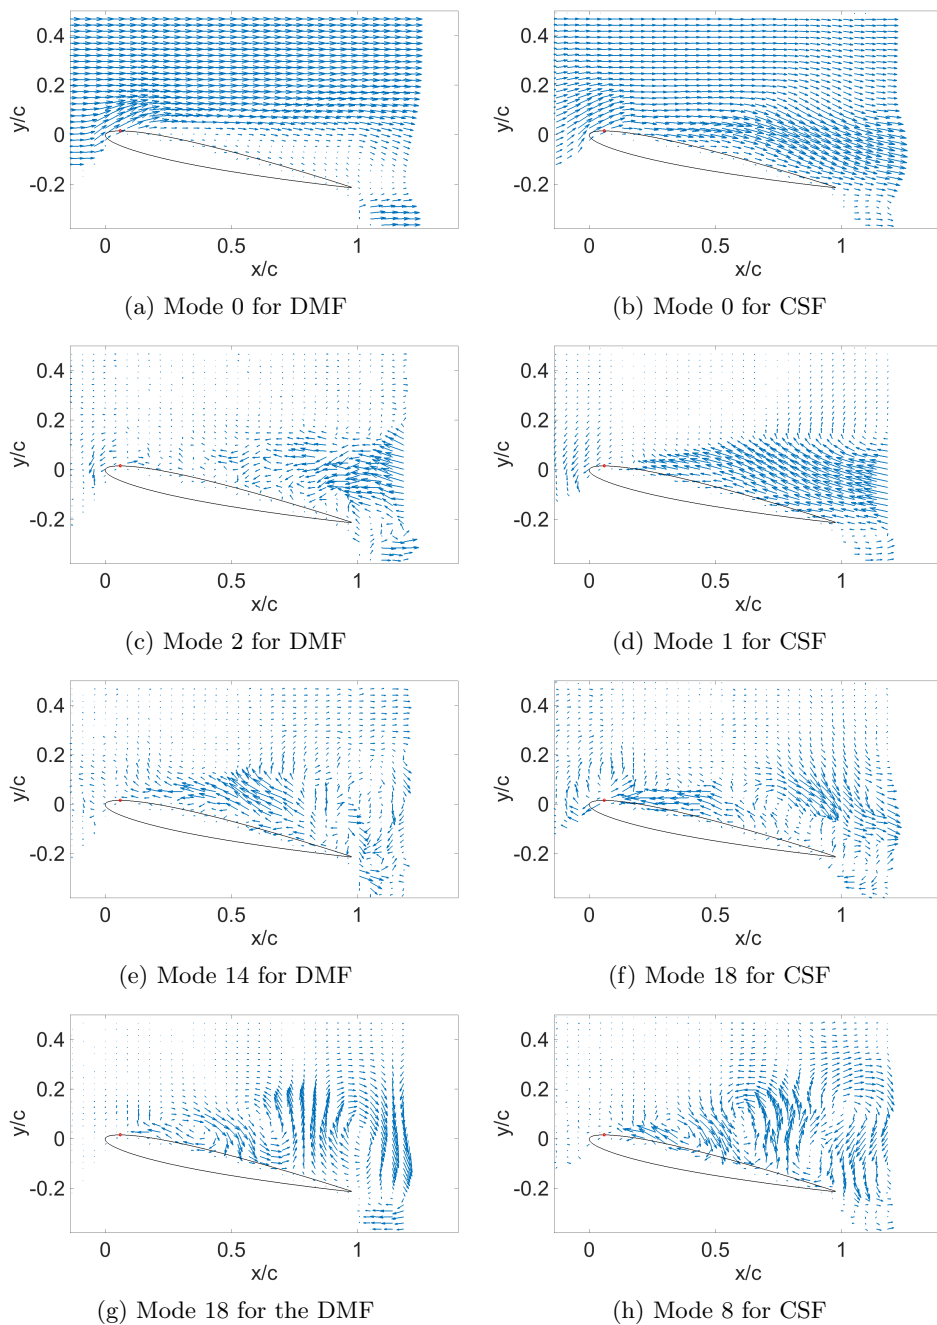 0.4
0.2
0
-0.2
y/c
0 0.5 1
x/c
(a) Mode 0 for DMF
0.4
0.2
0
-0.2
y/c
0 0.5 1
x/c
(b) Mode 0 for CSF
0.4
0.2
0
-0.2
y/c
0 0.5 1
x/c
(c) Mode 2 for DMF
0.4
0.2
0
-0.2
y/c
0 0.5 1
x/c
(d) Mode 1 for CSF
0.4
0.2
0
-0.2
y/c
0 0.5 1
x/c
(e) Mode 14 for DMF
0.4
0.2
0
-0.2
y/c
0 0.5 1
x/c
(f) Mode 18 for CSF
0.4
0.2
0
-0.2
y/c
0 0.5 1
x/c
(g) Mode 18 for the DMF
0.4
0.2
0
-0.2
y/c
0 0.5 1
x/c
(h) Mode 8 for CSF